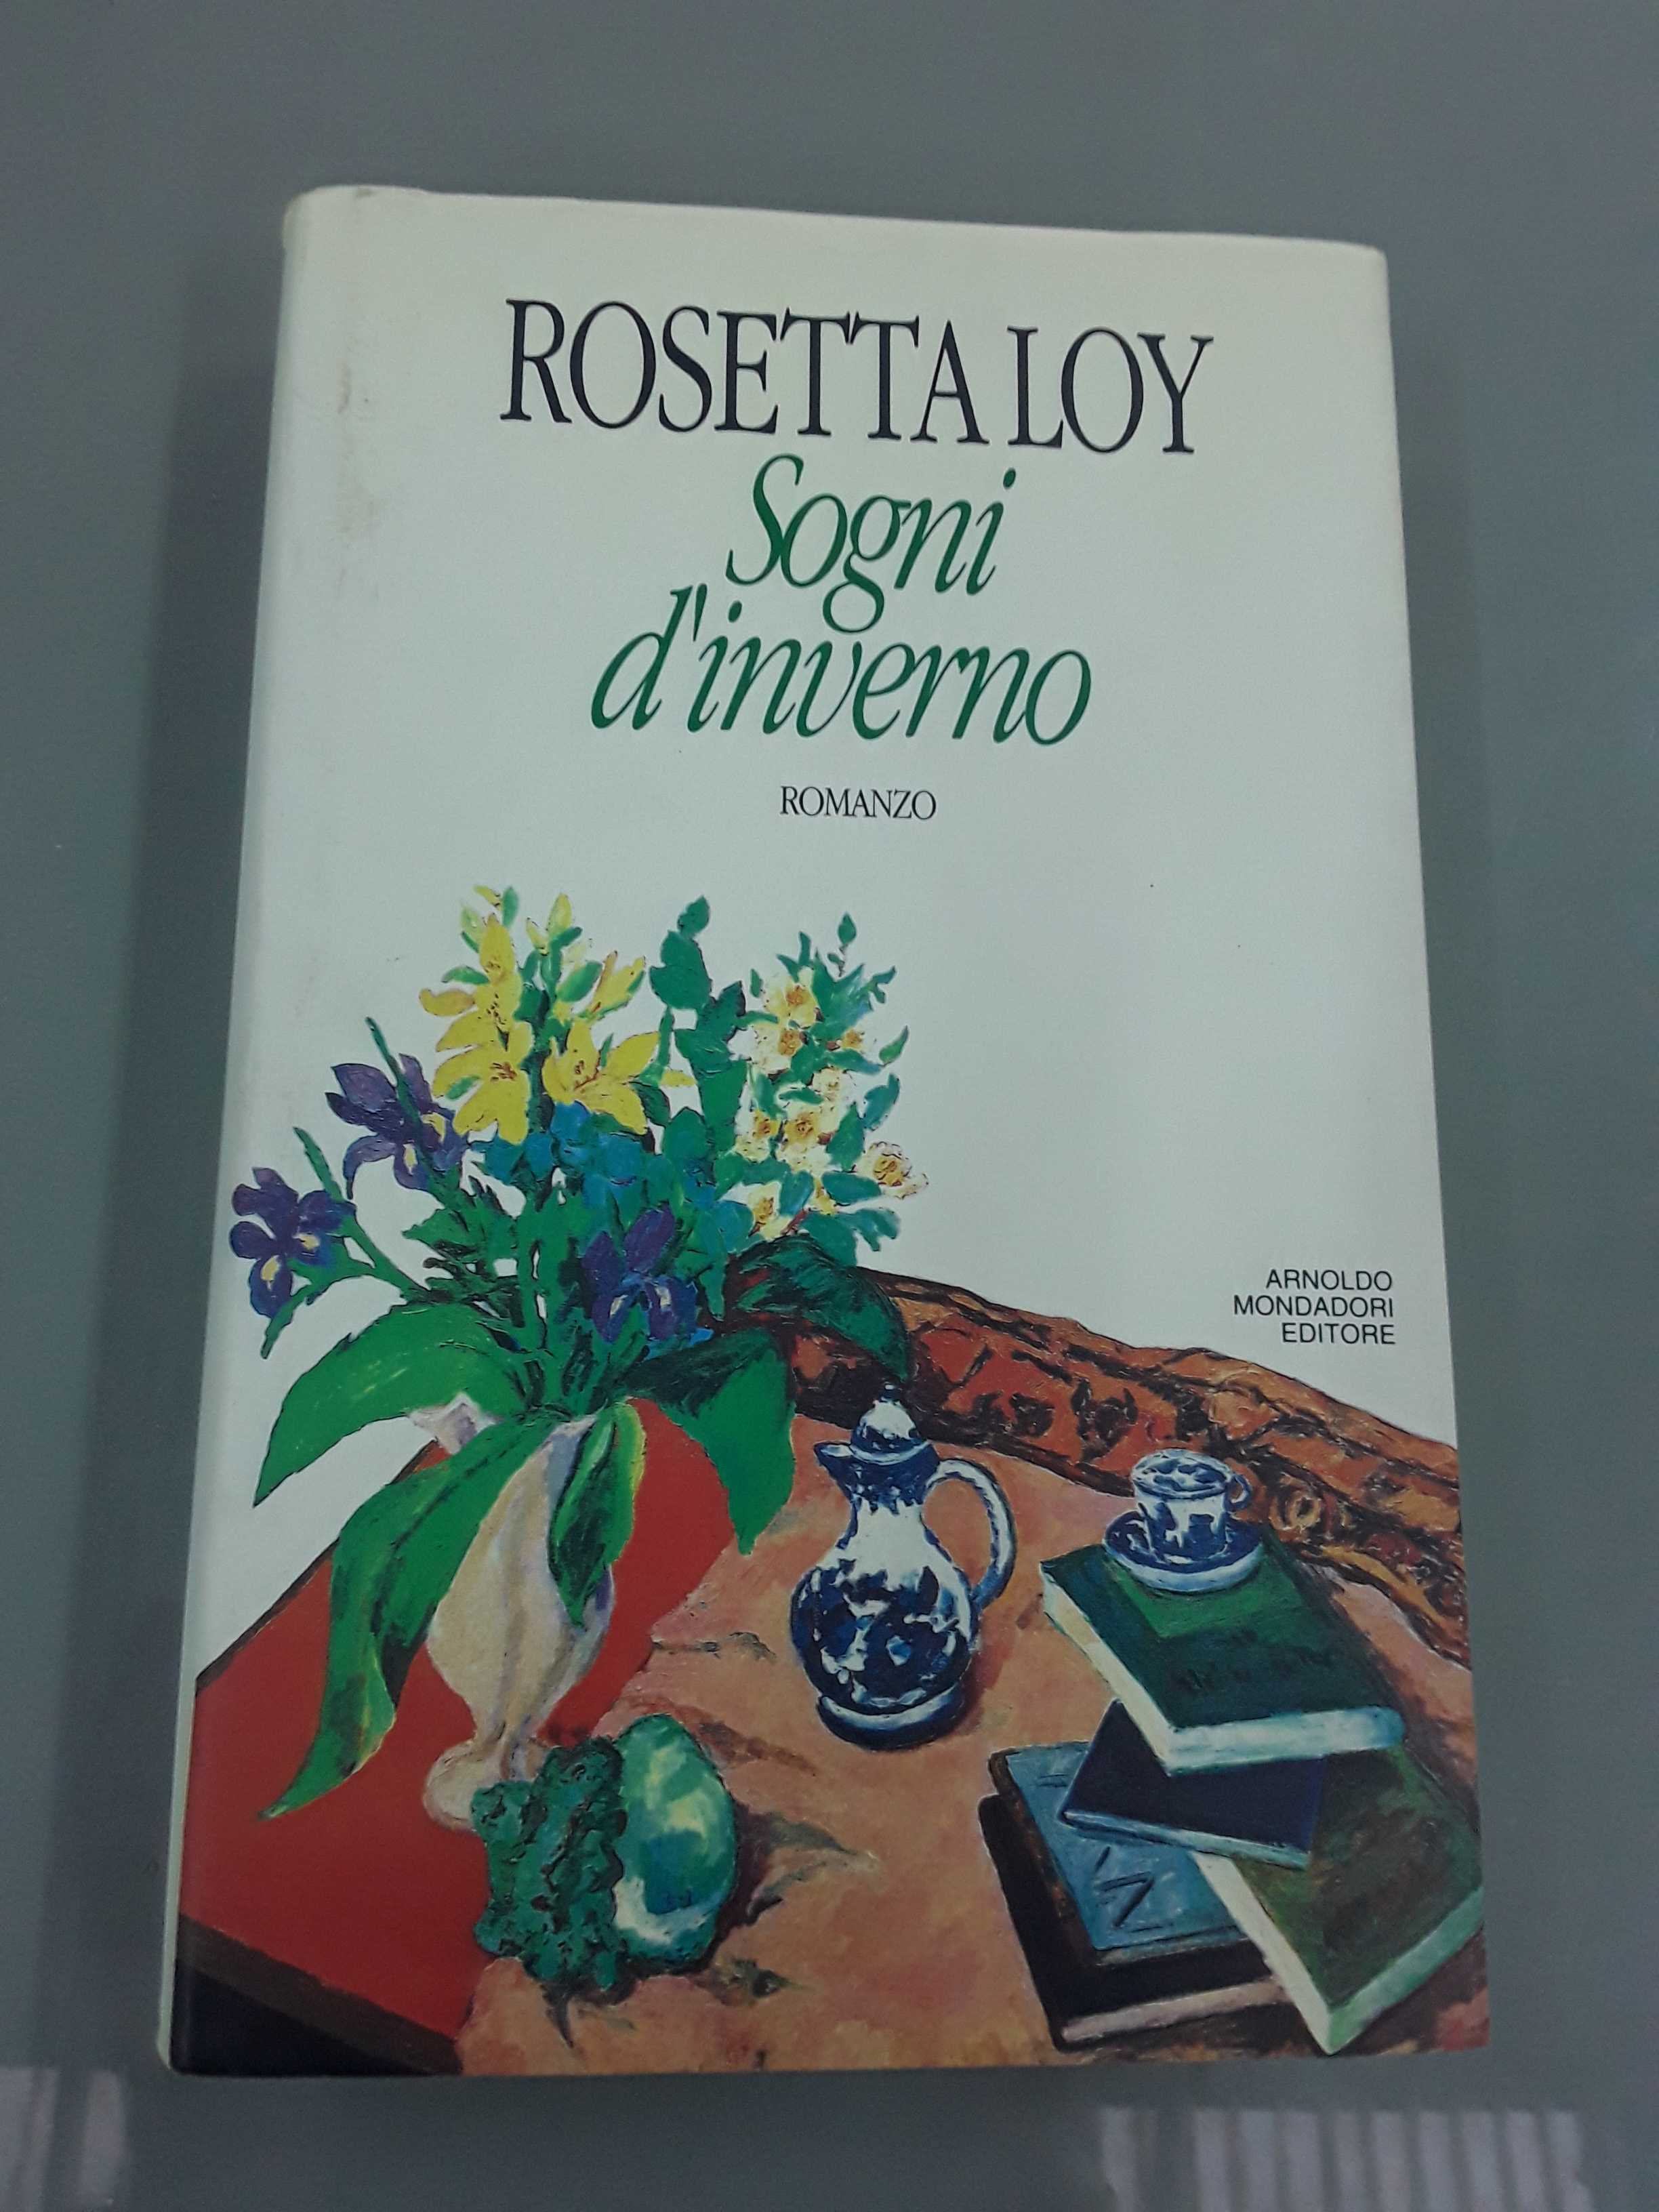 ROSETTA LOY
Sogni
d'inverno
ROMANZO
ARNOLDO
MONDADORI
EDITORE